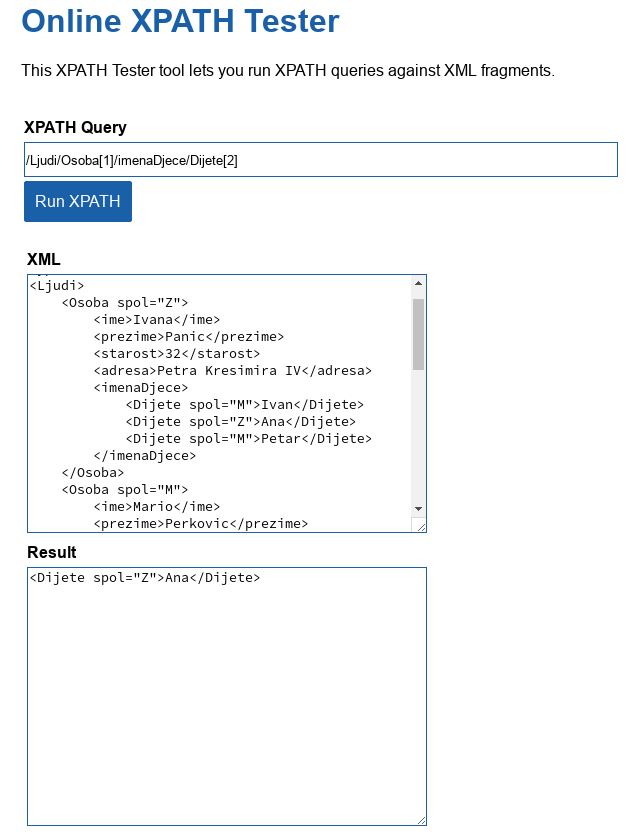 Online XPATH Tester
This XPATH Tester tool lets you run XPATH queries against XML fragments.
XPATH Query
/Ljudi/Osoba[1]/imenaDjece/Dijete[2]
Run XPATH
XML
<Ljudi>
    <Osoba spol="Z">
        <ime>Ivana</ime>
        <prezime>Panic</prezime>
        <starost>32</starost>
        <adresa>Petra Kresimira IV</adresa>
        <imenaDjece>
            <Dijete spol="M">Ivan</Dijete>
            <Dijete spol="Z">Ana</Dijete>
            <Dijete spol="M">Petar</Dijete>
        </imenaDjece>
    </Osoba>
    <Osoba spol="M">
        <ime>Mario</ime>
        <prezime>Perkovic</prezime>
Result
<Dijete spol="Z">Ana</Dijete>